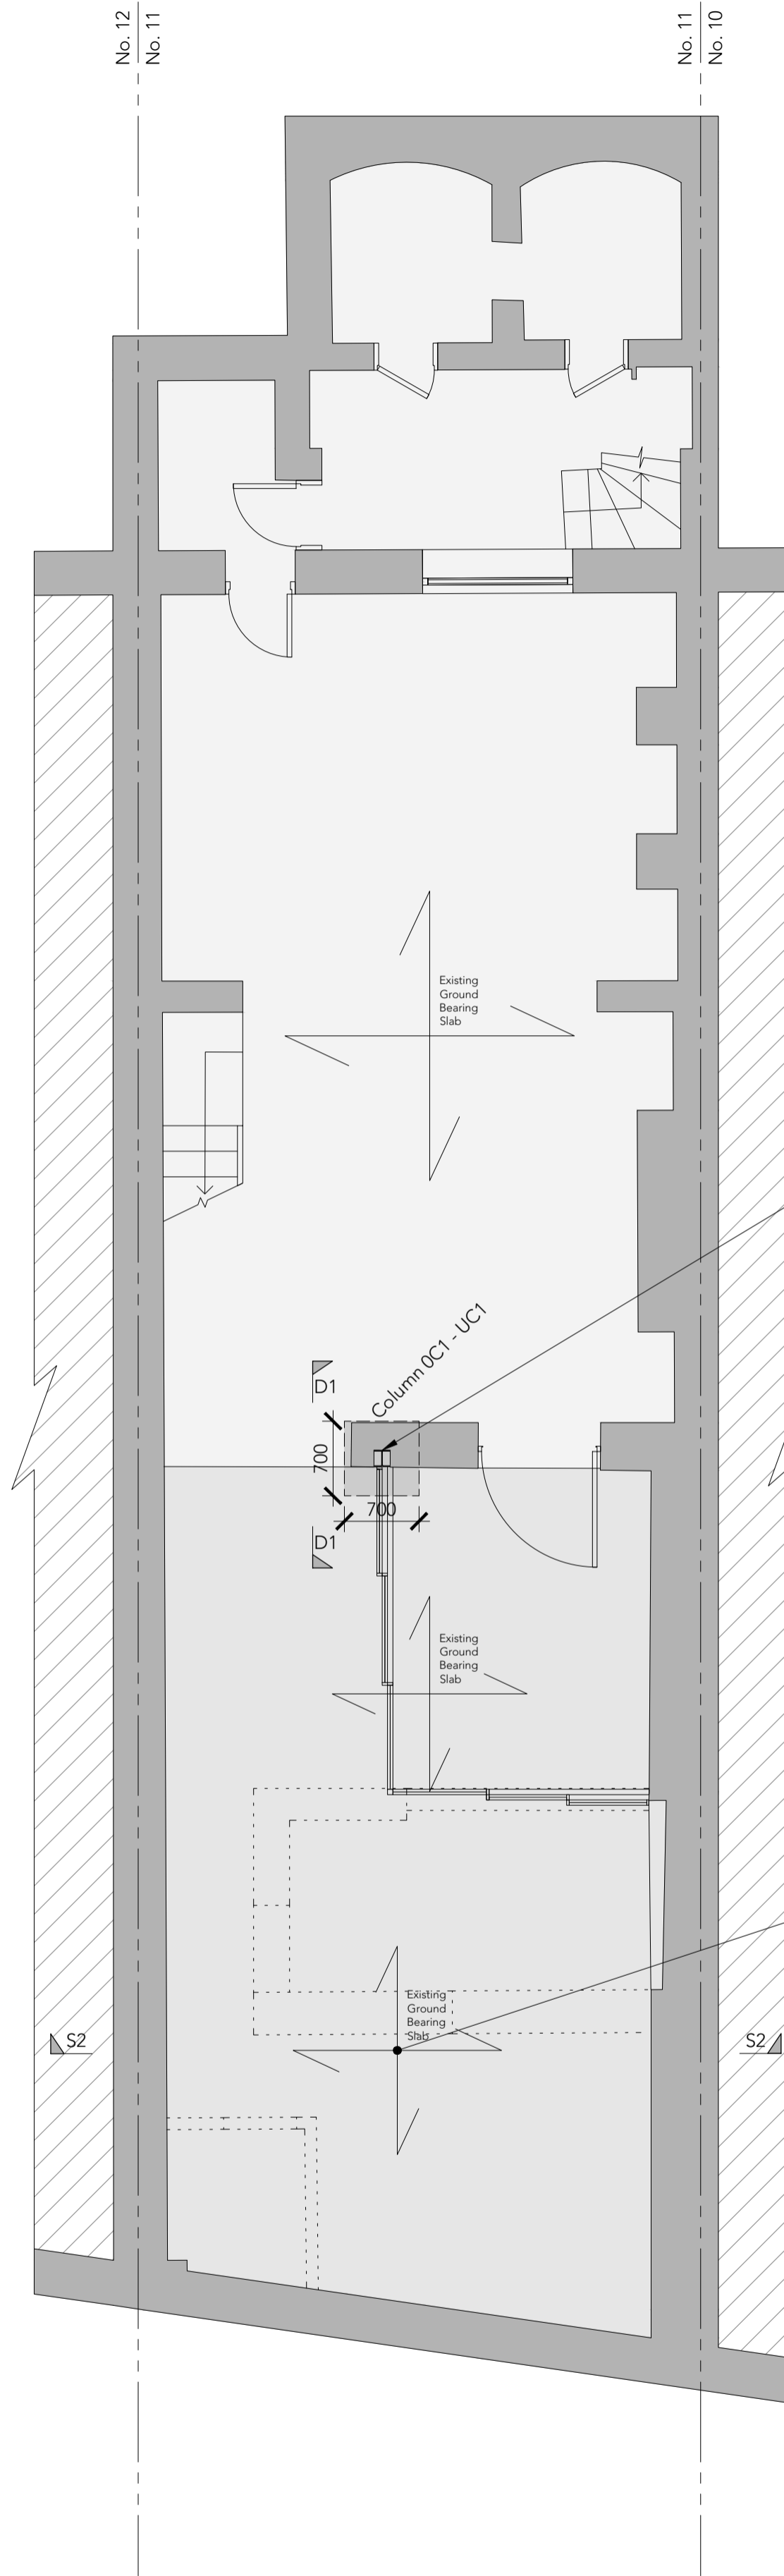 No. 12
No. 11
No. 11
No. 10
Existing
Ground
Bearing
Slab
Column 0C1 - UC1
D1
700
700
D1
Existing
Ground
Bearing
Slab
Existing
Ground
Bearing
Slab
S2
S2